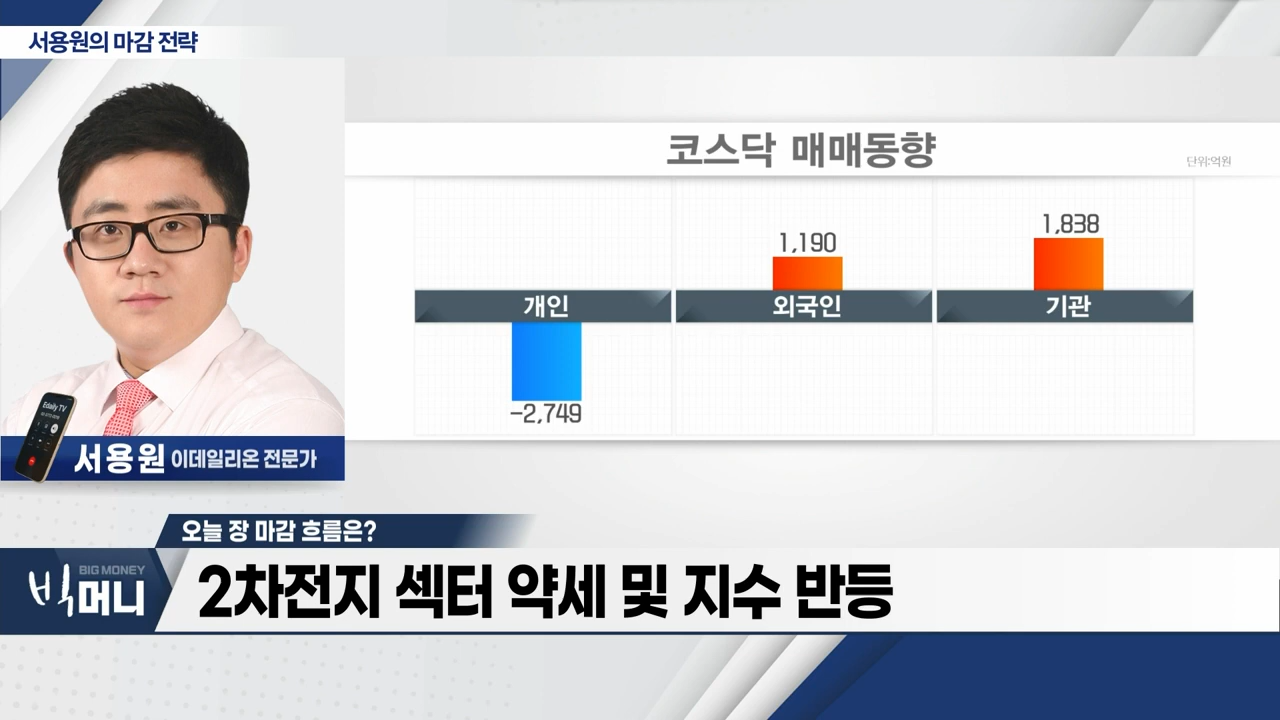 서용원의 마감 전략
코스닥 매매동향
단위:억원
1,190
1,838
개인
외국인
기관
-2,749
Edaily TV
서용원 이데일리온 전문가
오늘 장 마감 흐름은?
BIG MONEY
빅머니
2차전지 섹터 약세 및 지수 반등